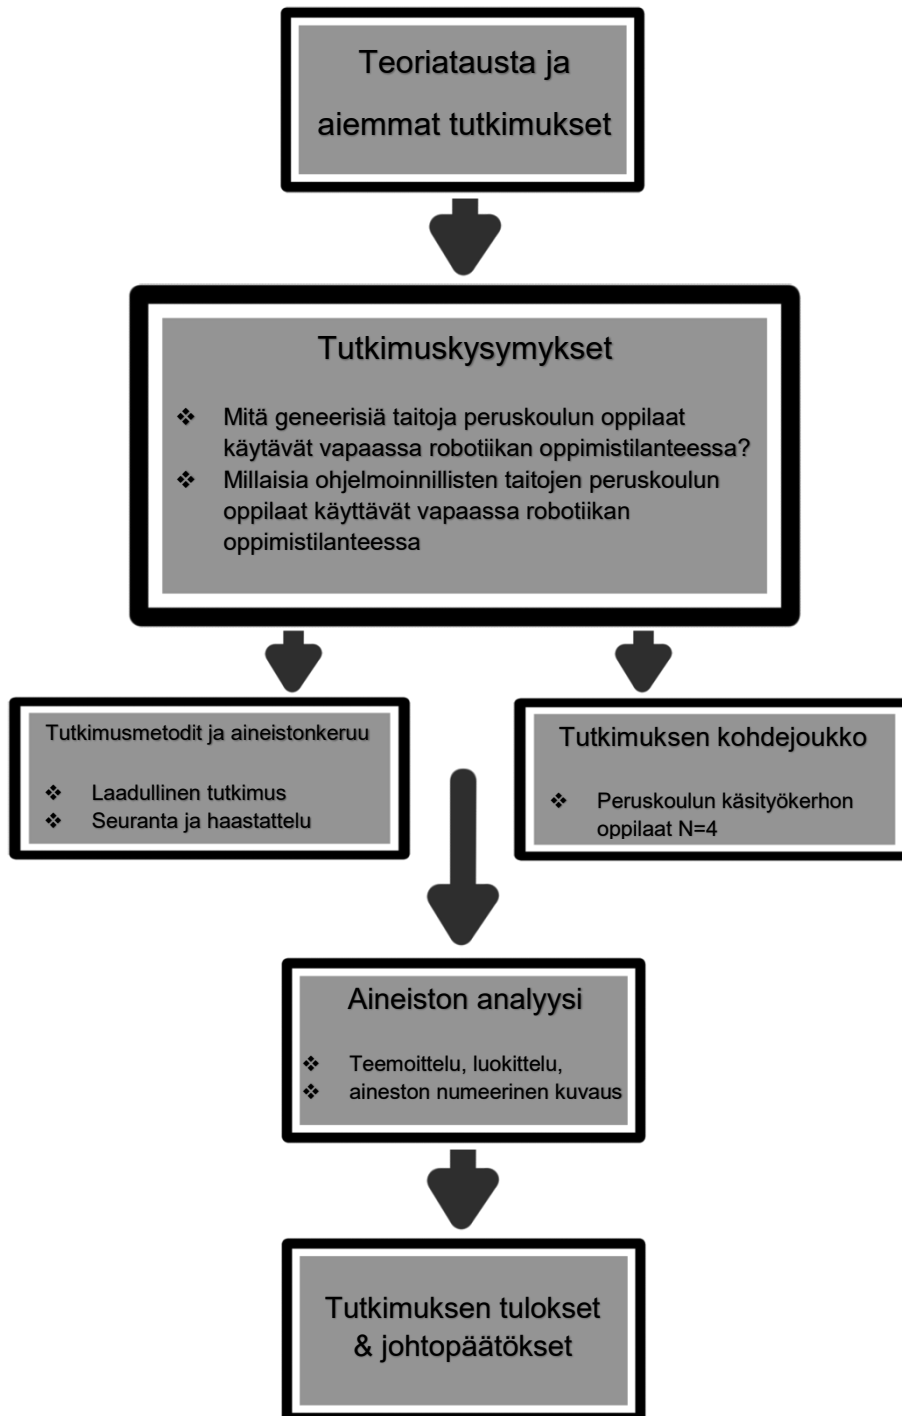 Teoriatausta ja
aiemmat tutkimukset
Tutkimuskysymykset
❖ Mitä geneerisiä taitoja peruskoulun oppilaat
käytävät vapaassa robotiikan oppimistilanteessa?
❖ Millaisia ohjelmoinnillisten taitojen peruskoulun
oppilaat käyttävät vapaassa robotiikan
oppimistilanteessa
Tutkimusmetodit ja aineistonkeruu
❖ Laadullinen tutkimus
❖ Seuranta ja haastattelu
Tutkimuksen kohdejoukko
❖ Peruskoulun käsityökerhon
oppilaat N=4
Aineiston analyysi
❖ Teemoittelu, luokittelu,
❖ aineston numeerinen kuvaus
Tutkimuksen tulokset
& johtopäätökset